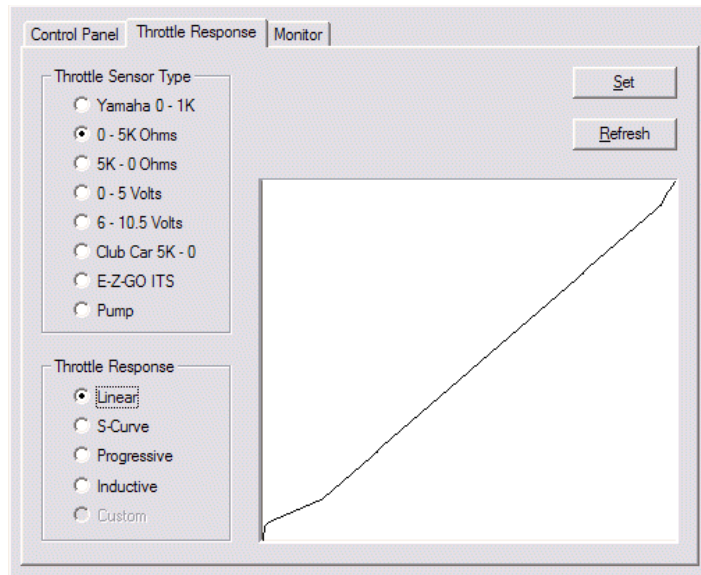 Control Panel
Throttle Response
Monitor
Throttle Sensor Type
Yamaha 0 - 1K
0 - 5K Ohms
5K - 0 Ohms
0 - 5 Volts
6 - 10.5 Volts
Club Car 5K - 0
E-Z-GO ITS
Pump
Set
Refresh
Throttle Response
Linear
S-Curve
Progressive
Inductive
Custom